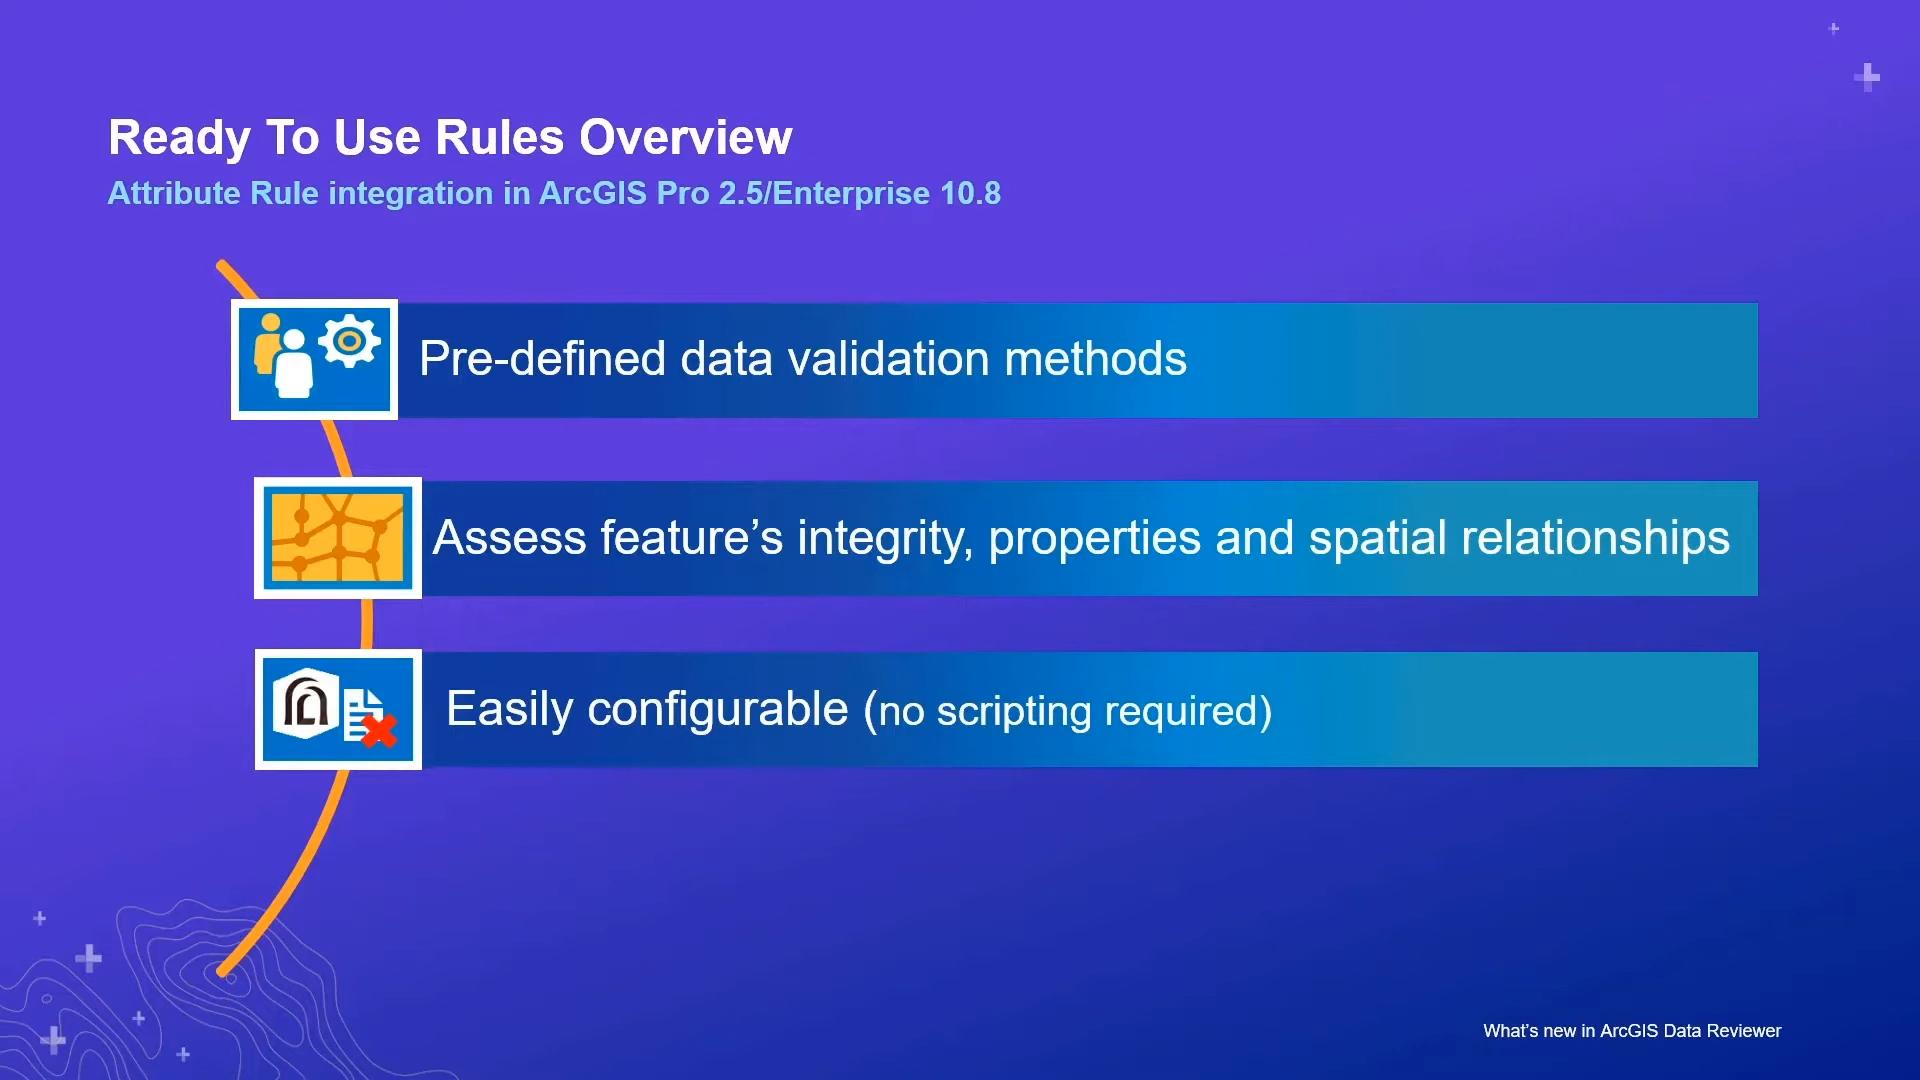 Ready To Use Rules Overview
Attribute Rule integration in ArcGIS Pro 2.5/Enterprise 10.8
Pre-defined data validation methods
Assess feature’s integrity, properties and spatial relationships
Easily configurable (no scripting required)
What’s new in ArcGIS Data Reviewer